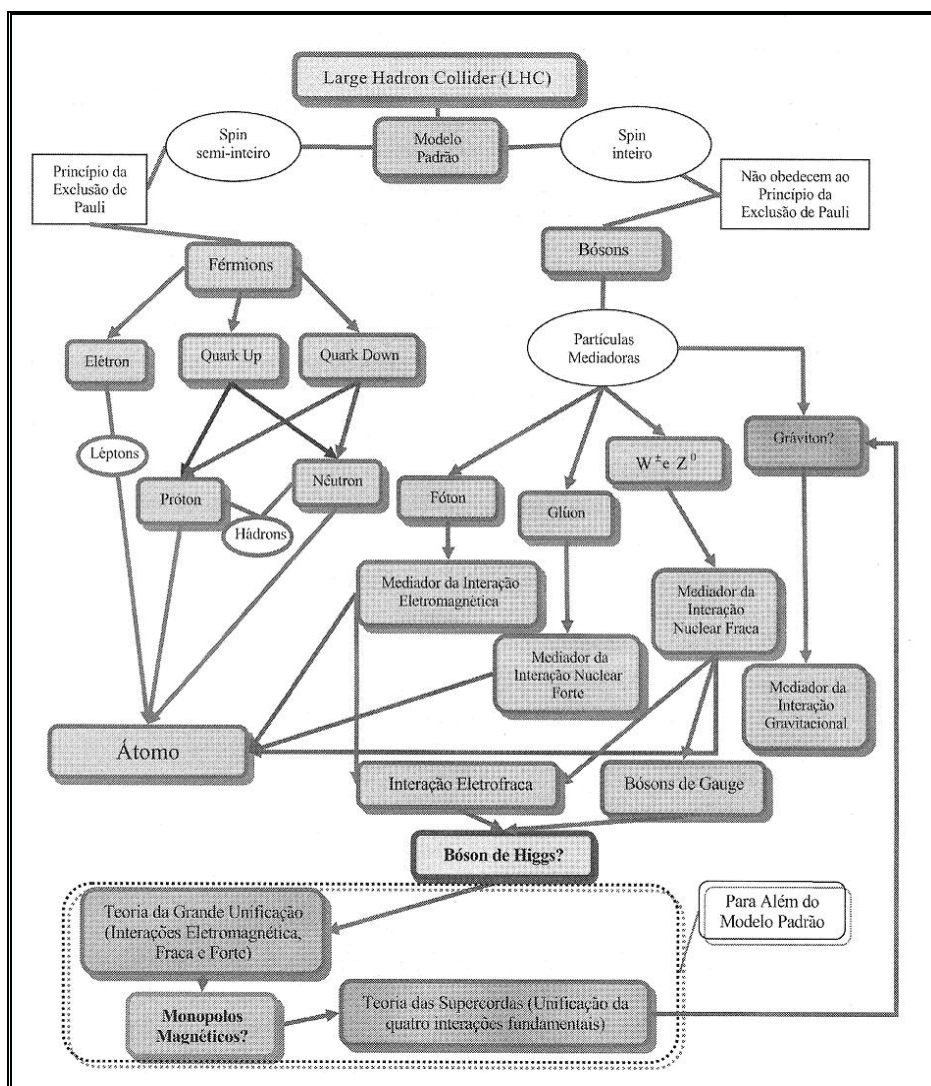 Large Hadron Collider (LHC)
Spin
semi-inteiro
Modelo
Padrão
Spin
inteiro
Princípio da
Exclusão de
Pauli
Não obedecem ao
Princípio da
Exclusão de Pauli
Férmions
Bósons
Elétron
Quark Up
Quark Down
Partículas
Mediadoras
Léptons
Gráviton?
W± e Z⁰
Próton
Nêutron
Hádrons
Fóton
Glúon
Mediador da Interação
Eletromagnética
Mediador da
Interação
Nuclear Fraca
Mediador da
Interação Nuclear
Forte
Mediador da
Interação
Gravitacional
Átomo
Interação Eletrofraca
Bósons de Gauge
Bóson de Higgs?
Teoria da Grande Unificação
(Interações Eletromagnética,
Fraca e Forte)
Para Além do
Modelo Padrão
Monopolos
Magnéticos?
Teoria das Supercordas (Unificação da
quatro interações fundamentais)